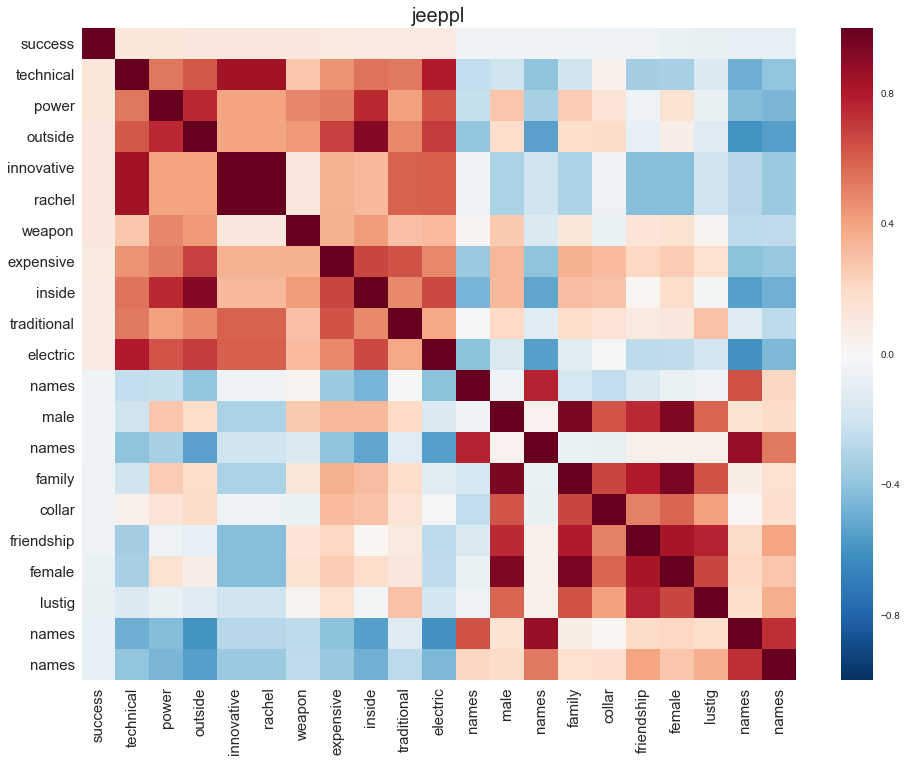 jeeppl
success
technical
power
outside
innovative
rachel
weapon
expensive
inside
traditional
electric
names
male
names
family
collar
friendship
female
lustig
names
names
success
technical
power
outside
innovative
rachel
weapon
expensive
inside
traditional
electric
names
male
names
family
collar
friendship
female
lustig
names
names
0.8
0.4
0.0
−0.4
−0.8